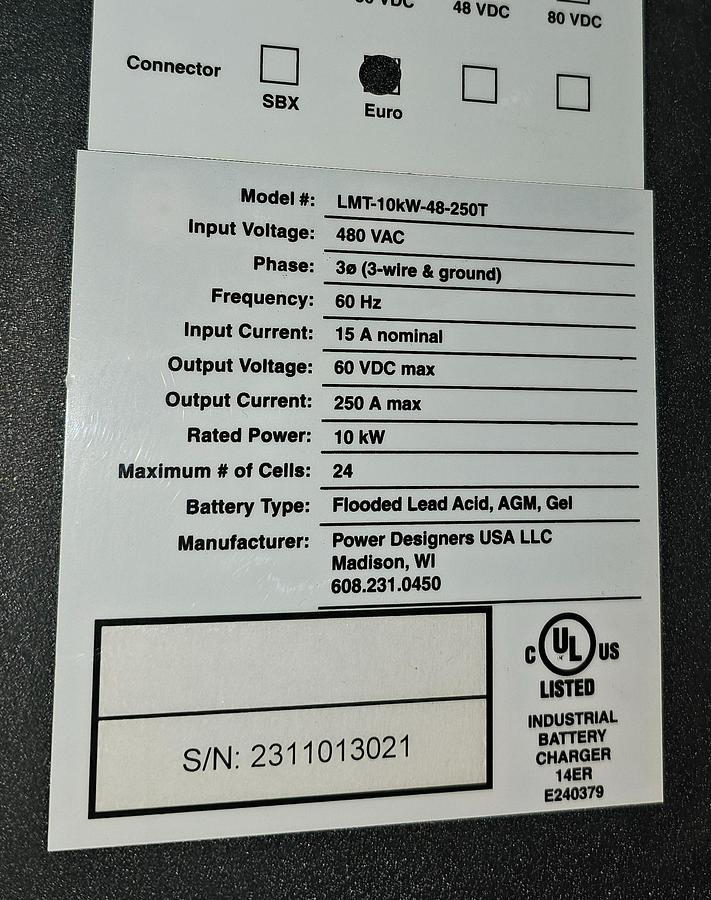 VDC 48 VDC 80 VDC
Connector
SBX Euro
Model #: LMT-10kW-48-250T
Input Voltage: 480 VAC
Phase: 3ø (3-wire & ground)
Frequency: 60 Hz
Input Current: 15 A nominal
Output Voltage: 60 VDC max
Output Current: 250 A max
Rated Power: 10 kW
Maximum # of Cells: 24
Battery Type: Flooded Lead Acid, AGM, Gel
Manufacturer: Power Designers USA LLC
Madison, WI
608.231.0450
C UL US
LISTED
INDUSTRIAL
BATTERY
CHARGER
14ER
E240379
S/N: 2311013021